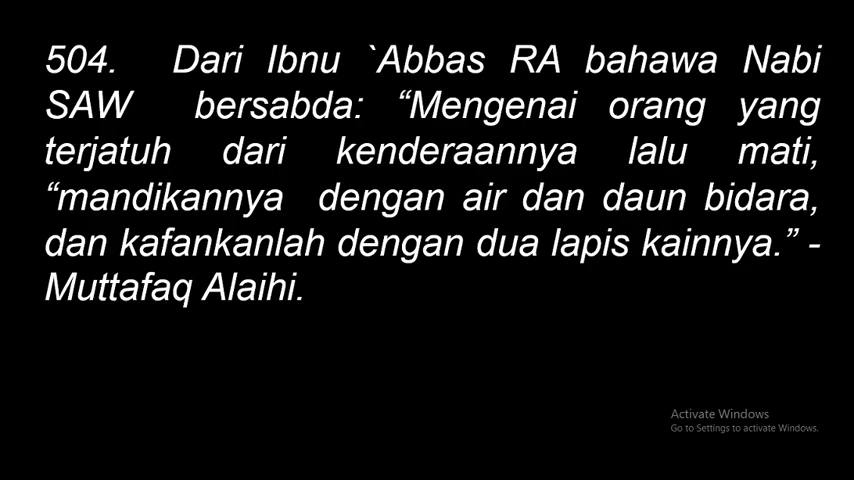 504. Dari Ibnu `Abbas RA bahawa Nabi
SAW bersabda: “Mengenai orang yang
terjatuh dari kenderaannya lalu mati,
“mandikannya dengan air dan daun bidara,
dan kafankanlah dengan dua lapis kainnya.” -
Muttafaq Alaihi.
Activate Windows
Go to Settings to activate Windows.